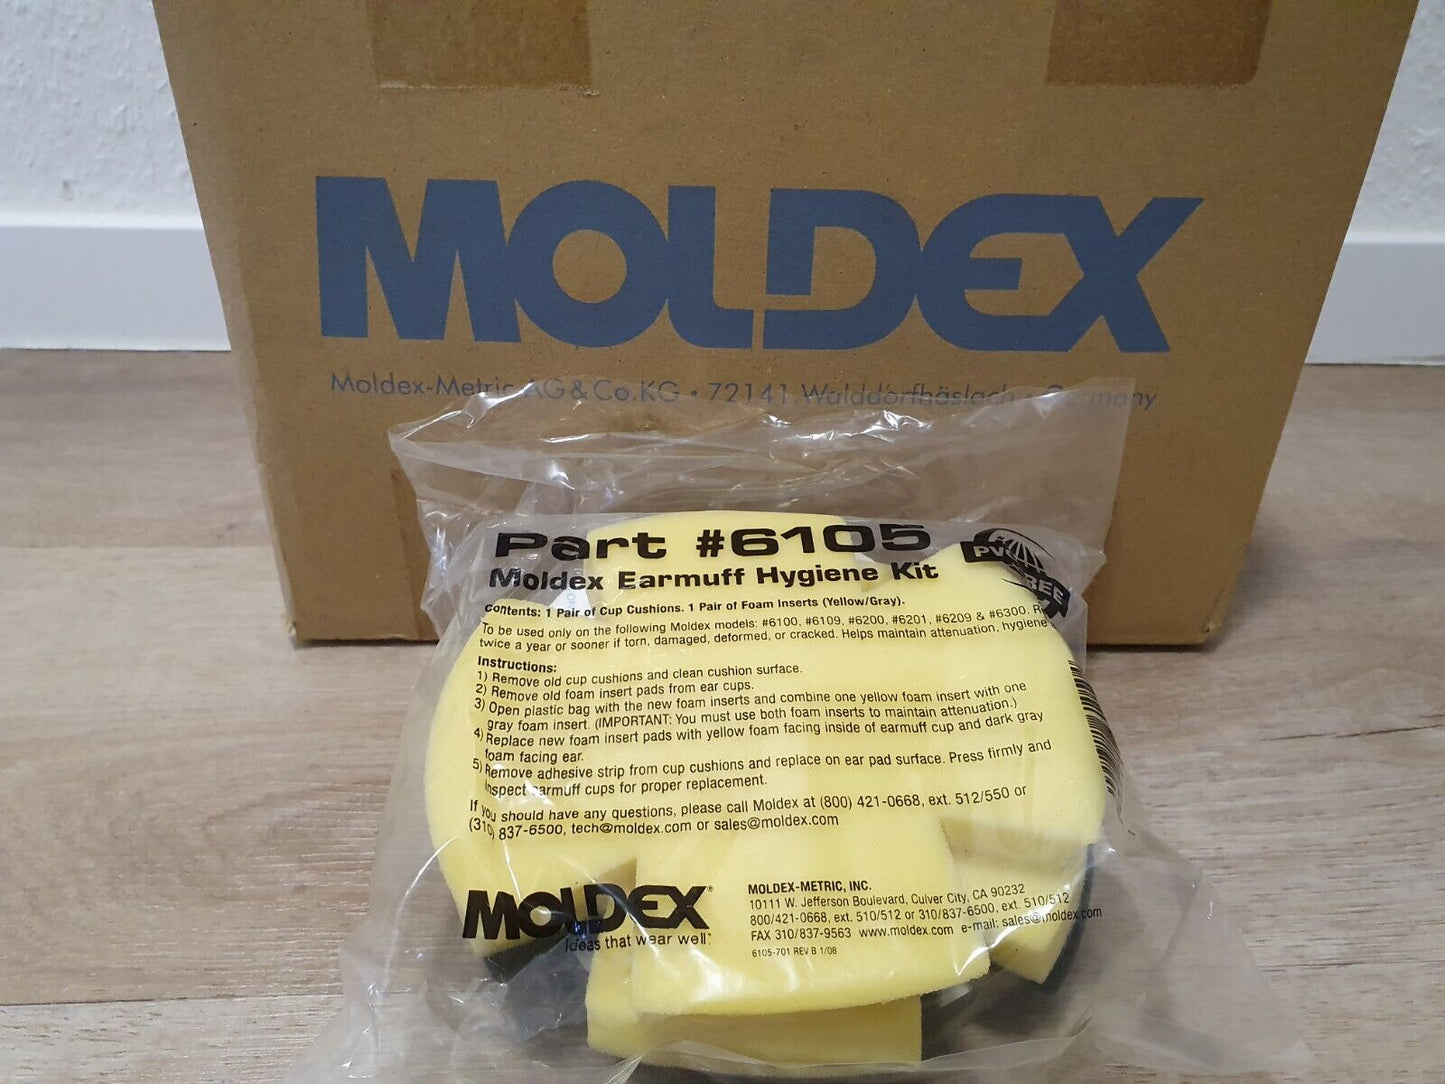 MOLDEX
Moldex-Metric AG & Co. KG • 72141 Walddorfhäslach • Germany
Part #6105
Moldex Earmuff Hygiene Kit
PVC FREE
Contents: 1 Pair of Cup Cushions. 1 Pair of Foam Inserts (Yellow/Gray).
To be used only on the following Moldex models: #6100, #6109, #6200, #6201, #6209 & #6300.
twice a year or sooner if torn, damaged, deformed, or cracked. Helps maintain attenuation, hygiene
Instructions:
1) Remove old cup cushions and clean cushion surface.
2) Remove old foam insert pads from ear cups.
3) Open plastic bag with the new foam inserts and combine one yellow foam insert with one
gray foam insert. (IMPORTANT: You must use both foam inserts to maintain attenuation.)
4) Replace new foam insert pads with yellow foam facing inside of earmuff cup and dark gray
foam facing ear.
5) Remove adhesive strip from cup cushions and replace on ear pad surface. Press firmly and
inspect earmuff cups for proper replacement.
If you should have any questions, please call Moldex at (800) 421-0668, ext. 512/550 or
(310) 837-6500, tech@moldex.com or sales@moldex.com
MOLDEX®
Ideas that wear well.
MOLDEX-METRIC, INC.
10111 W. Jefferson Boulevard, Culver City, CA 90232
800/421-0668, ext. 510/512 or 310/837-6500, ext. 510/512
FAX 310/837-9563 www.moldex.com e-mail: sales@moldex.com
6105-701 REV B 1/08